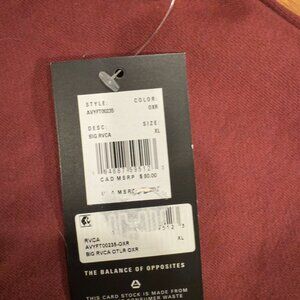 STYLE: COLOR:
AVYFT00235 OXR
DESC: SIZE:
BIG RVCA XL
CAD MSRP $ 90.00
RVCA
AVYFT00235-OXR
BIG RVCA OTLR OXR
XL
THE BALANCE OF OPPOSITES
THIS CARD STOCK IS MADE FROM
CONSUMER WASTE